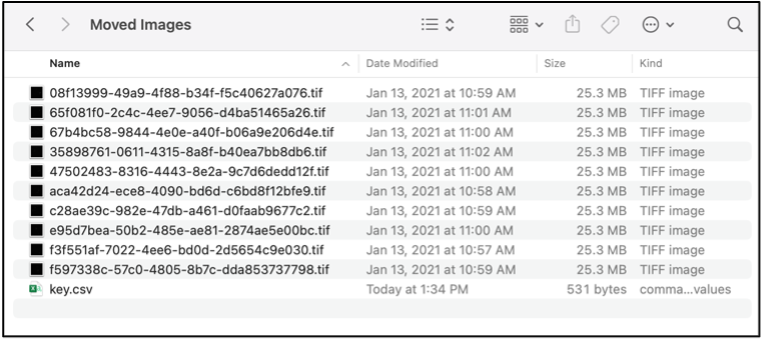 Moved Images
Name Date Modified Size Kind
08f13999-49a9-4f88-b34f-f5c40627a076.tif Jan 13, 2021 at 10:59 AM 25.3 MB TIFF image
65f081f0-2c4c-4ee7-9056-d4ba51465a26.tif Jan 13, 2021 at 11:01 AM 25.3 MB TIFF image
67b4bc58-9844-4e0e-a40f-b06a9e206d4e.tif Jan 13, 2021 at 11:00 AM 25.3 MB TIFF image
35898761-0611-4315-8a8f-b40ea7bb8db6.tif Jan 13, 2021 at 11:02 AM 25.3 MB TIFF image
47502483-8316-4443-8e2a-9c7d6dedd12f.tif Jan 13, 2021 at 11:00 AM 25.3 MB TIFF image
aca42d24-ece8-4090-bd6d-c6bd8f12bfe9.tif Jan 13, 2021 at 10:58 AM 25.3 MB TIFF image
c28ae39c-982e-47db-a461-d0faab9677c2.tif Jan 13, 2021 at 10:59 AM 25.3 MB TIFF image
e95d7bea-50b2-485e-ae81-2874ae5e00bc.tif Jan 13, 2021 at 11:00 AM 25.3 MB TIFF image
f3f551af-7022-4ee6-bd0d-2d5654c9e030.tif Jan 13, 2021 at 10:57 AM 25.3 MB TIFF image
f597338c-57c0-4805-8b7c-dda853737798.tif Jan 13, 2021 at 10:59 AM 25.3 MB TIFF image
key.csv Today at 1:34 PM 531 bytes comma...values